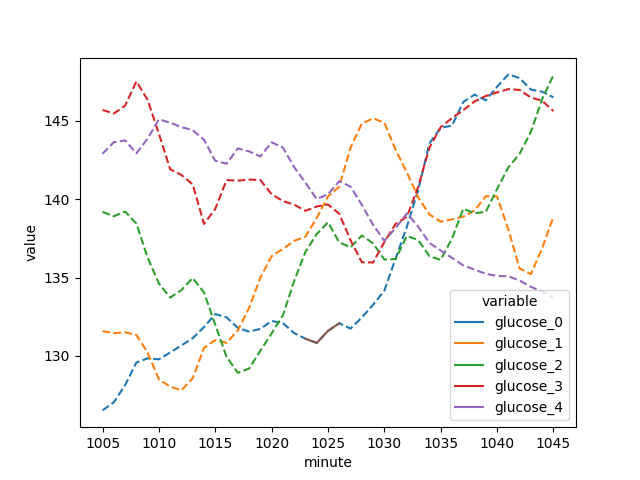 145
140
135
130
value
1005 1010 1015 1020 1025 1030 1035 1040 1045
minute
variable
glucose_0
glucose_1
glucose_2
glucose_3
glucose_4